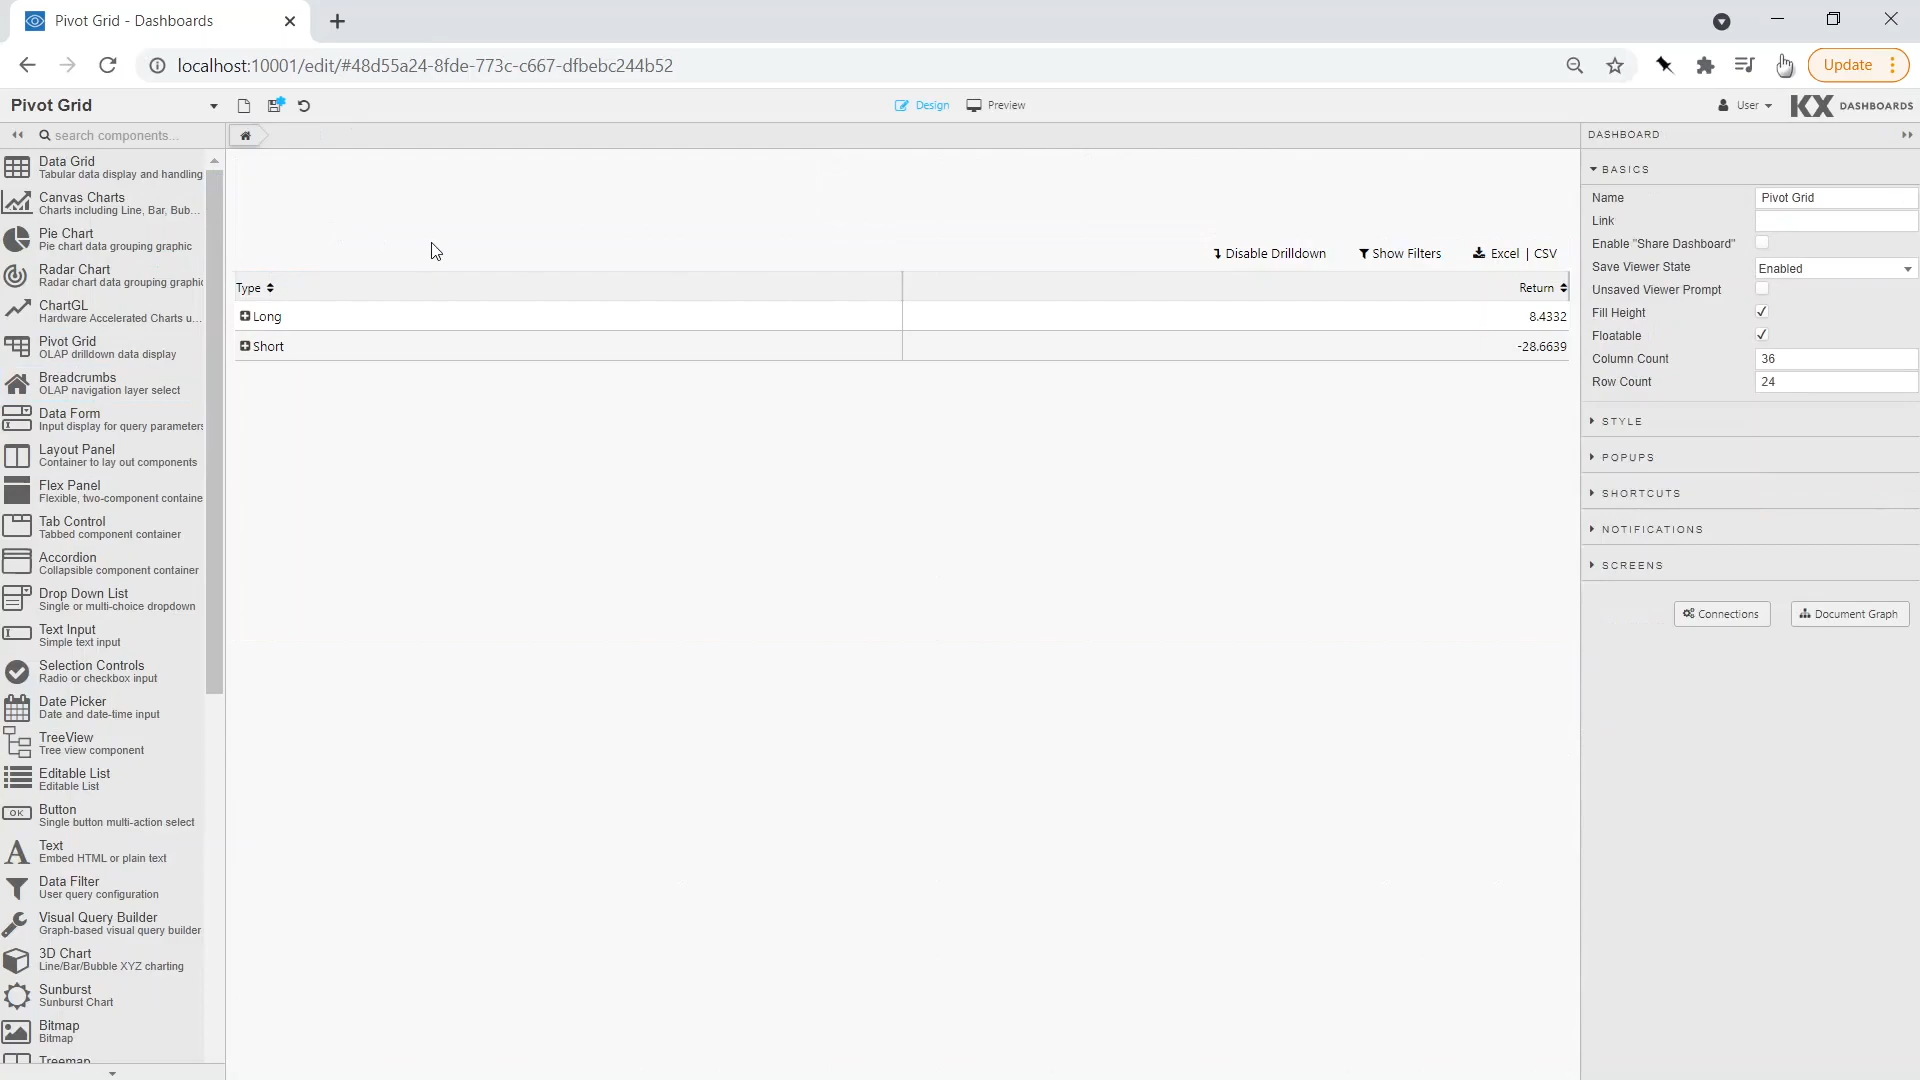 Pivot Grid - Dashboards
localhost:10001/edit/#48d55a24-8fde-773c-c667-dfbebc244b52
Update
Pivot Grid
Design
Preview
User
KX DASHBOARDS
search components...
DASHBOARD
Data Grid
Tabular data display and handling
Canvas Charts
Charts including Line, Bar, Bub...
Pie Chart
Pie chart data grouping graphic
Radar Chart
Radar chart data grouping graphic
ChartGL
Hardware Accelerated Charts u...
Pivot Grid
OLAP drilldown data display
Breadcrumbs
OLAP navigation layer select
Data Form
Input display for query parameters
Layout Panel
Container to lay out components
Flex Panel
Flexible, two-component containe
Tab Control
Tabbed component container
Accordion
Collapsible component container
Drop Down List
Single or multi-choice dropdown
Text Input
Simple text input
Selection Controls
Radio or checkbox input
Date Picker
Date and date-time input
TreeView
Tree view component
Editable List
Editable List
OK
Button
Single button multi-action select
Text
Embed HTML or plain text
Data Filter
User query configuration
Visual Query Builder
Graph-based visual query builder
3D Chart
Line/Bar/Bubble XYZ charting
Sunburst
Sunburst Chart
Bitmap
Bitmap
Treemap
Disable Drilldown
Show Filters
Excel | CSV
Type
Return
Long
8.4332
Short
-28.6639
BASICS
Name
Pivot Grid
Link
Enable "Share Dashboard"
Save Viewer State
Enabled
Unsaved Viewer Prompt
Fill Height
Floatable
Column Count
36
Row Count
24
STYLE
POPUPS
SHORTCUTS
NOTIFICATIONS
SCREENS
Connections
Document Graph